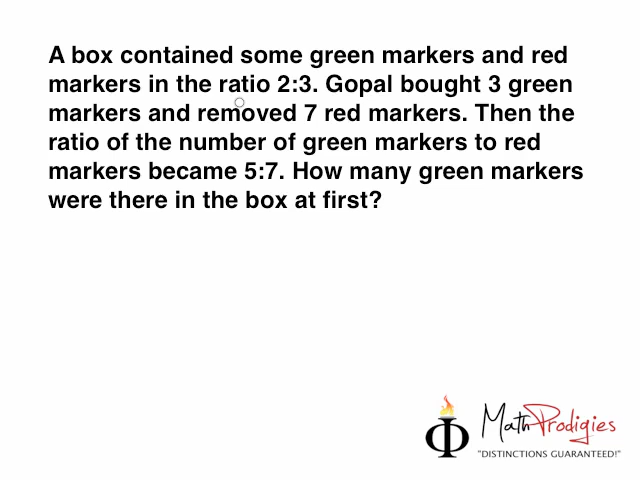 A box contained some green markers and red
markers in the ratio 2:3. Gopal bought 3 green
markers and removed 7 red markers. Then the
ratio of the number of green markers to red
markers became 5:7. How many green markers
were there in the box at first?
Φ
MathProdigies
"DISTINCTIONS GUARANTEED!"